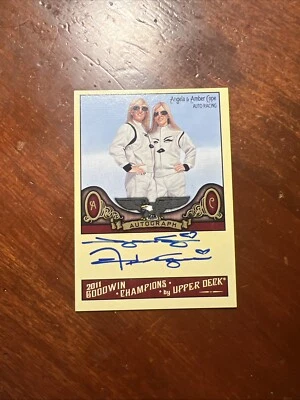 Angela & Amber Cope
AUTO RACING
A C
AUTOGRAPH
2011 GOODWIN CHAMPIONS by UPPER DECK